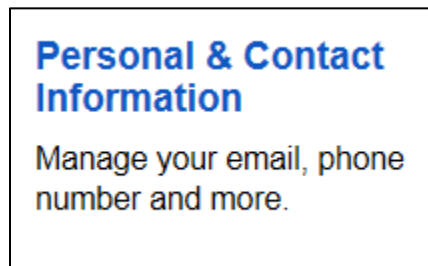 Personal & Contact
Information
Manage your email, phone
number and more.